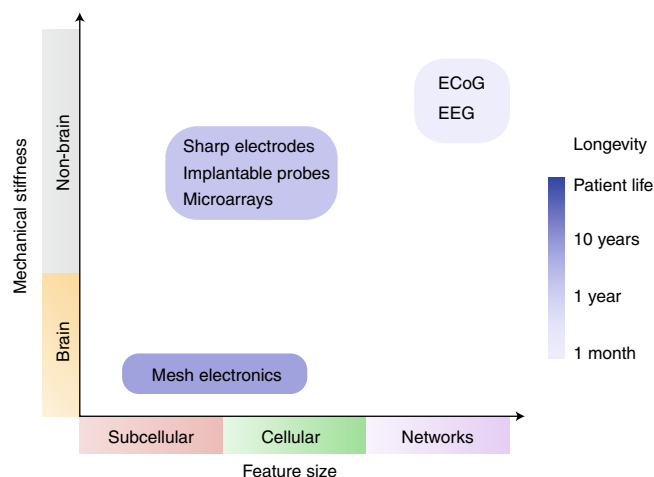 Mechanical stiffness
Non-brain
Brain
ECoG
EEG
Sharp electrodes
Implantable probes
Microarrays
Mesh electronics
Subcellular
Cellular
Networks
Feature size
Longevity
Patient life
10 years
1 year
1 month